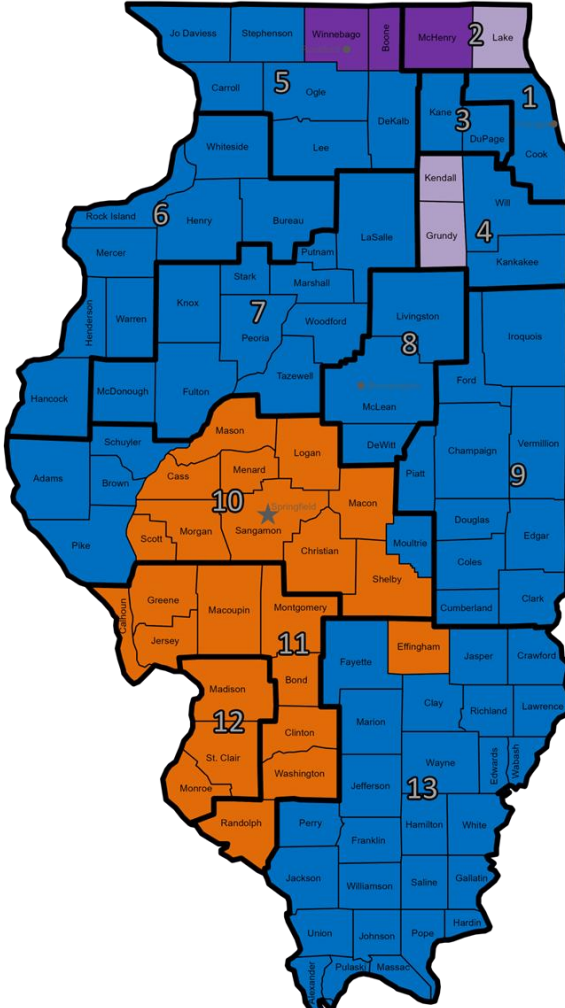 Jo Daviess
Stephenson
Winnebago
Boone
McHenry
2
Lake
Carroll
5
Ogle
DeKalb
Kane
3
DuPage
1
Cook
Whiteside
Lee
Kendall
Will
Rock Island
6
Henry
Bureau
LaSalle
Grundy
4
Mercer
Putnam
Kankakee
Stark
Marshall
Henderson
Warren
Knox
7
Peoria
Woodford
Livingston
8
Iroquois
Hancock
McDonough
Fulton
Tazewell
McLean
Ford
Mason
Schuyler
Logan
DeWitt
Champaign
Vermillion
Adams
Brown
Cass
Menard
Piatt
9
10
Springfield
Macon
Pike
Scott
Morgan
Sangamon
Christian
Moultrie
Douglas
Edgar
Coles
Shelby
Calhoun
Greene
Macoupin
Montgomery
Cumberland
Clark
Jersey
11
Effingham
Fayette
Jasper
Crawford
Madison
Bond
12
Clay
Richland
Lawrence
Clinton
Marion
St. Clair
Washington
Wayne
Edwards
Wabash
Monroe
Jefferson
13
Randolph
Perry
Hamilton
White
Franklin
Jackson
Williamson
Saline
Gallatin
Union
Johnson
Pope
Hardin
Alexander
Pulaski
Massac